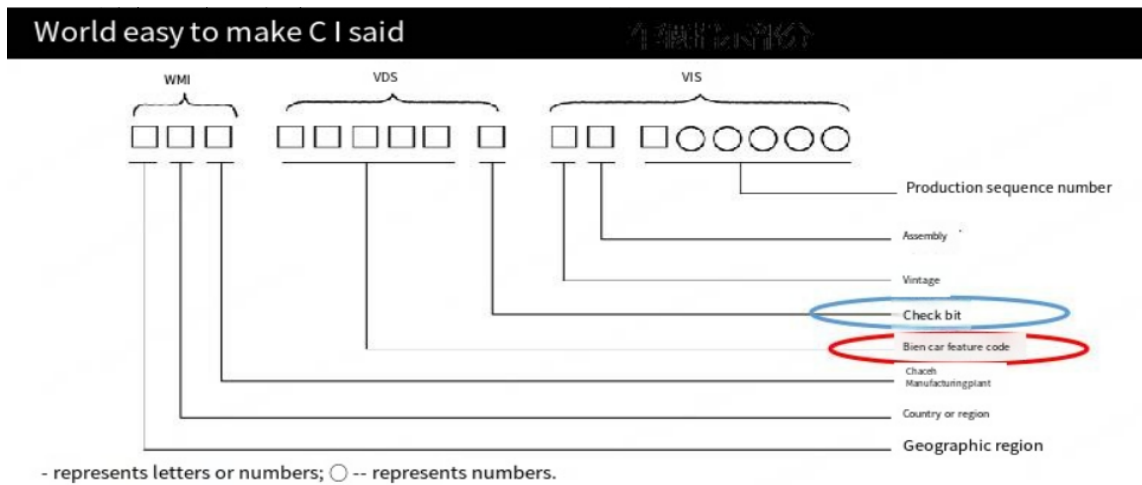 World easy to make C I said
WMI
VDS
VIS
Production sequence number
Assembly
Vintage
Check bit
Bien car feature code
Chaceh
Manufacturingplant
Country or region
Geographic region
- represents letters or numbers; ○ -- represents numbers.